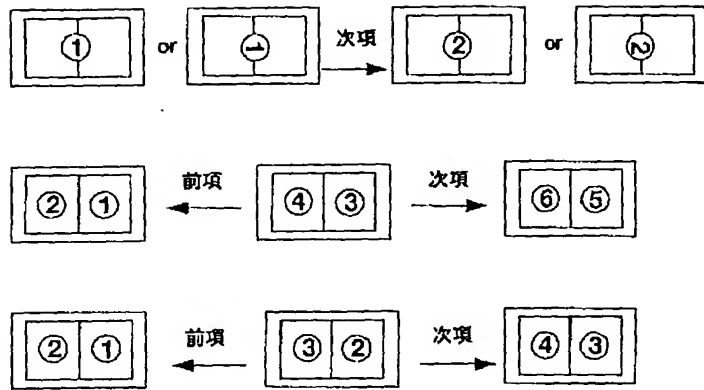 ① or ① 次項 ② or ②
② ① 前項 ④ ③ 次項 ⑥ ⑤
② ① 前項 ③ ② 次項 ④ ③